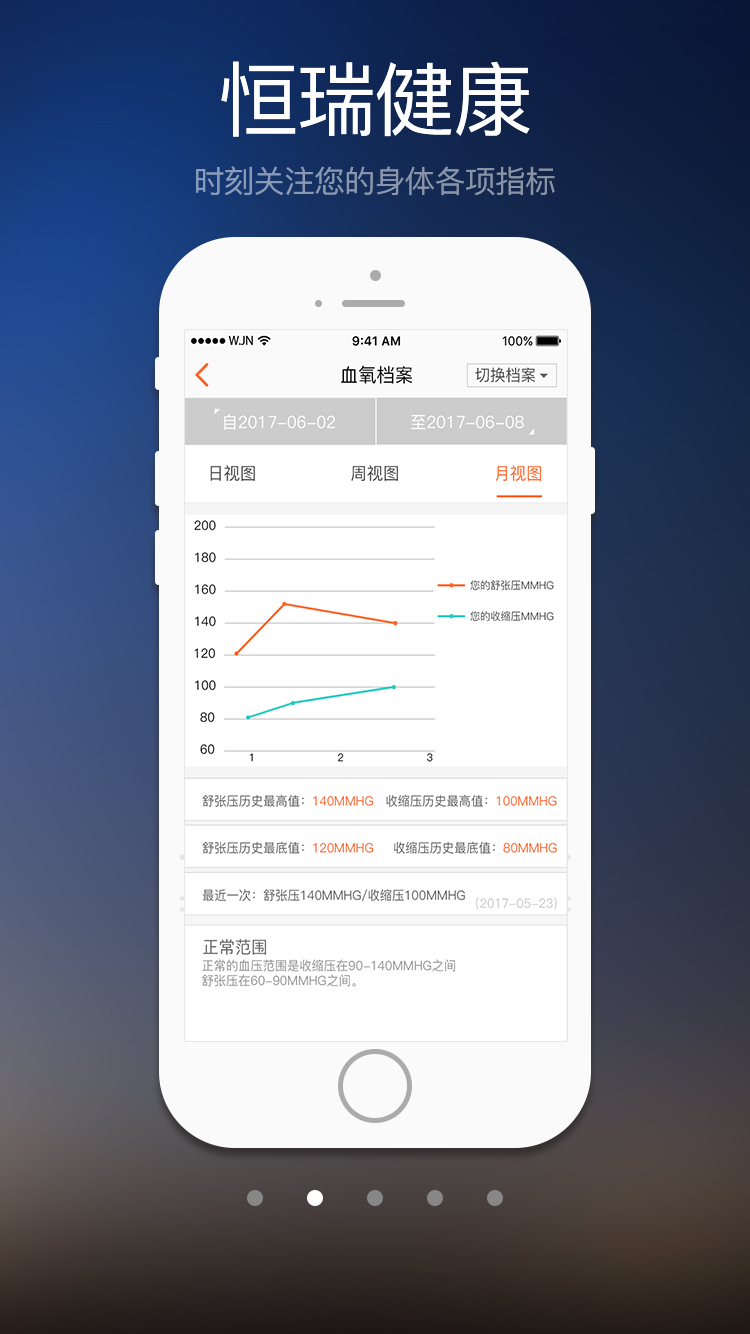 恒瑞健康
时刻关注您的身体各项指标
WJN 9:41 AM 100%
血氧档案 切换档案
自2017-06-02 至2017-06-08
日视图 周视图 月视图
200
180
160
140
120
100
80
60
1 2 3
您的舒张压MMHG
您的收缩压MMHG
舒张压历史最高值：140MMHG 收缩压历史最高值：100MMHG
舒张压历史最底值：120MMHG 收缩压历史最底值：80MMHG
最近一次：舒张压140MMHG/收缩压100MMHG (2017-05-23)
正常范围
正常的血压范围是收缩压在90-140MMHG之间
舒张压在60-90MMHG之间。